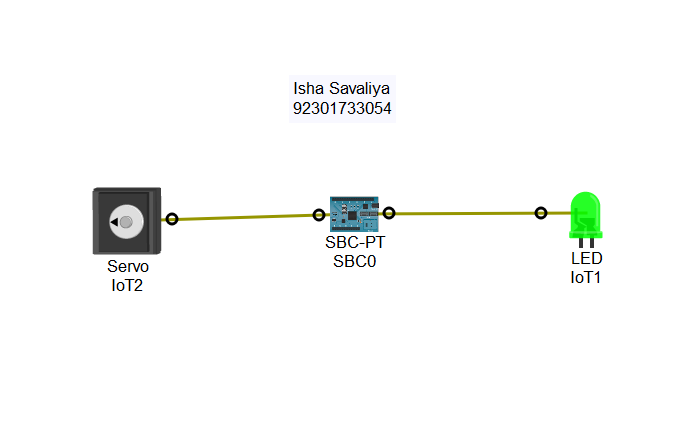 Isha Savaliya
92301733054
SBC-PT
SBC0
Servo
IoT2
LED
IoT1